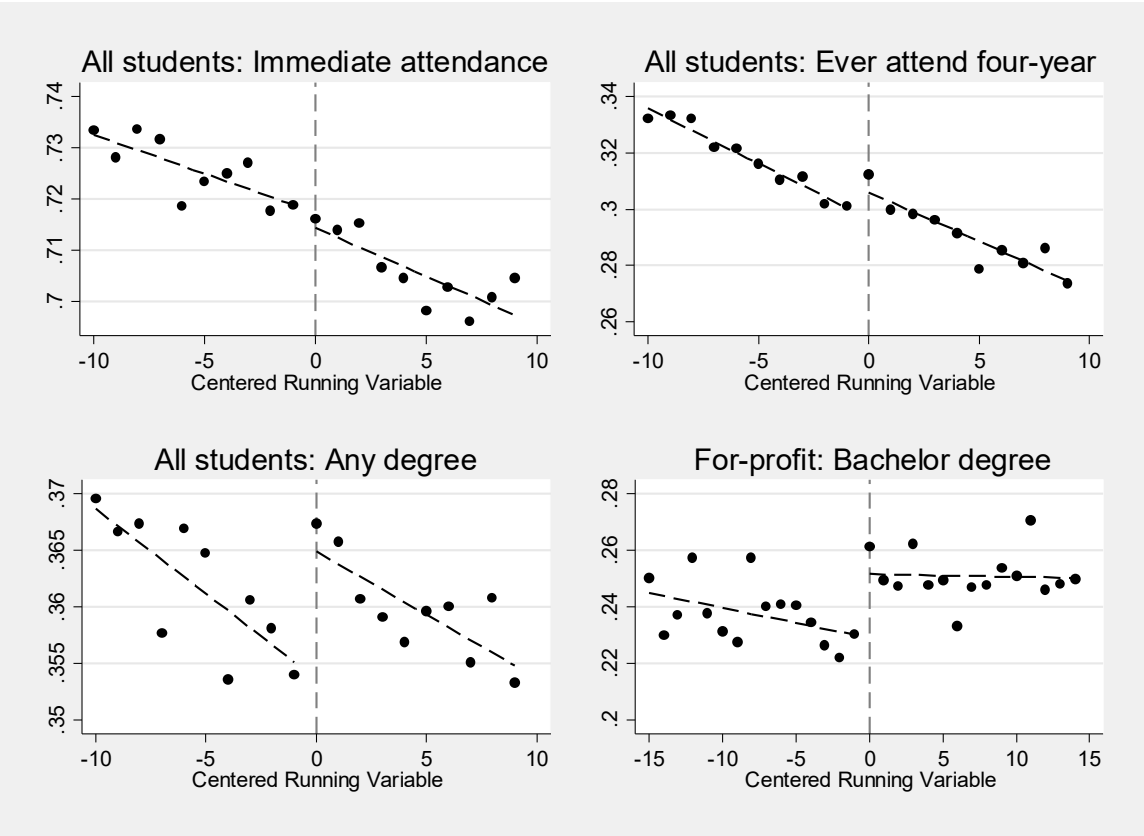 All students: Immediate attendance
.74
.73
.72
.71
.7
-10 -5 0 5 10
Centered Running Variable
All students: Ever attend four-year
.34
.32
.3
.28
.26
-10 -5 0 5 10
Centered Running Variable
All students: Any degree
.37
.365
.36
.355
.35
-10 -5 0 5 10
Centered Running Variable
For-profit: Bachelor degree
.28
.26
.24
.22
.2
-15 -10 -5 0 5 10 15
Centered Running Variable